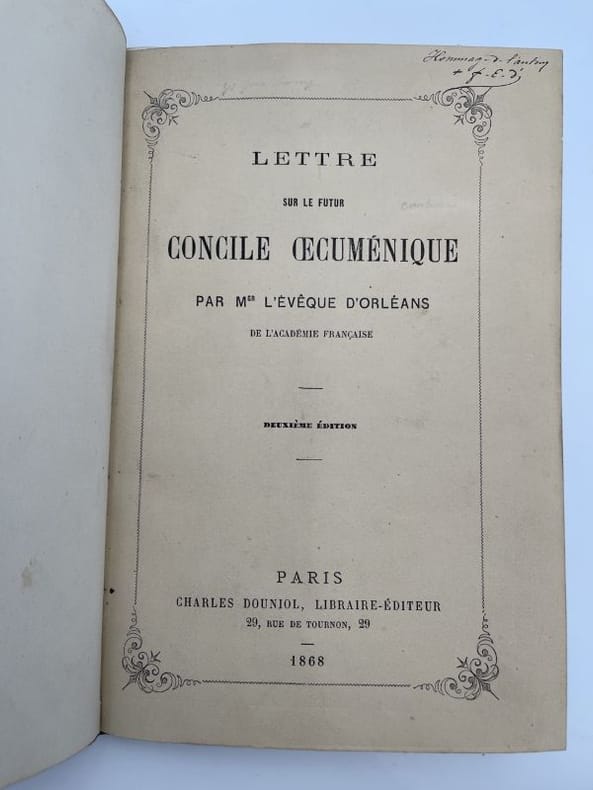 Hommage de l'auteur
+ f. E. d'
LETTRE
SUR LE FUTUR
CONCILE ŒCUMÉNIQUE
PAR Mgr L'ÉVÊQUE D'ORLÉANS
DE L'ACADÉMIE FRANÇAISE
DEUXIÈME ÉDITION
PARIS
CHARLES DOUNIOL, LIBRAIRE-ÉDITEUR
29, RUE DE TOURNON, 29
1868